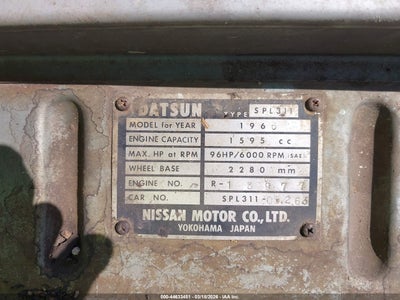 DATSUN TYPE SPL311
MODEL for YEAR 196
ENGINE CAPACITY 1595 cc
MAX. HP at RPM 96HP/6000 RPM (SAE)
WHEEL BASE 2280 mm
ENGINE NO. R-
CAR NO. SPL311-
NISSAN MOTOR CO., LTD.
YOKOHAMA JAPAN